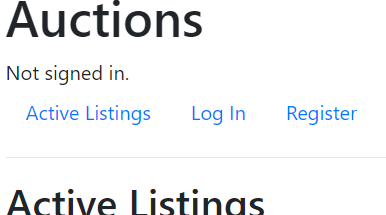 Auctions
Not signed in.
Active Listings Log In Register
Active Listings